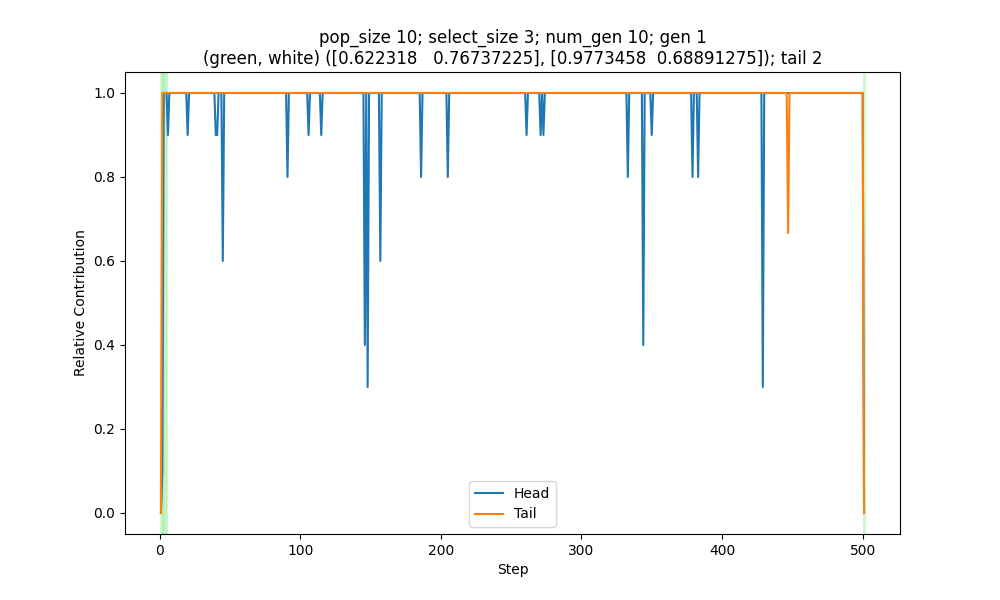 pop_size 10; select_size 3; num_gen 10; gen 1
(green, white) ([0.622318   0.76737225], [0.9773458  0.68891275]); tail 2
1.0
0.8
0.6
0.4
0.2
0.0
Relative Contribution
Head
Tail
0
100
200
300
400
500
Step